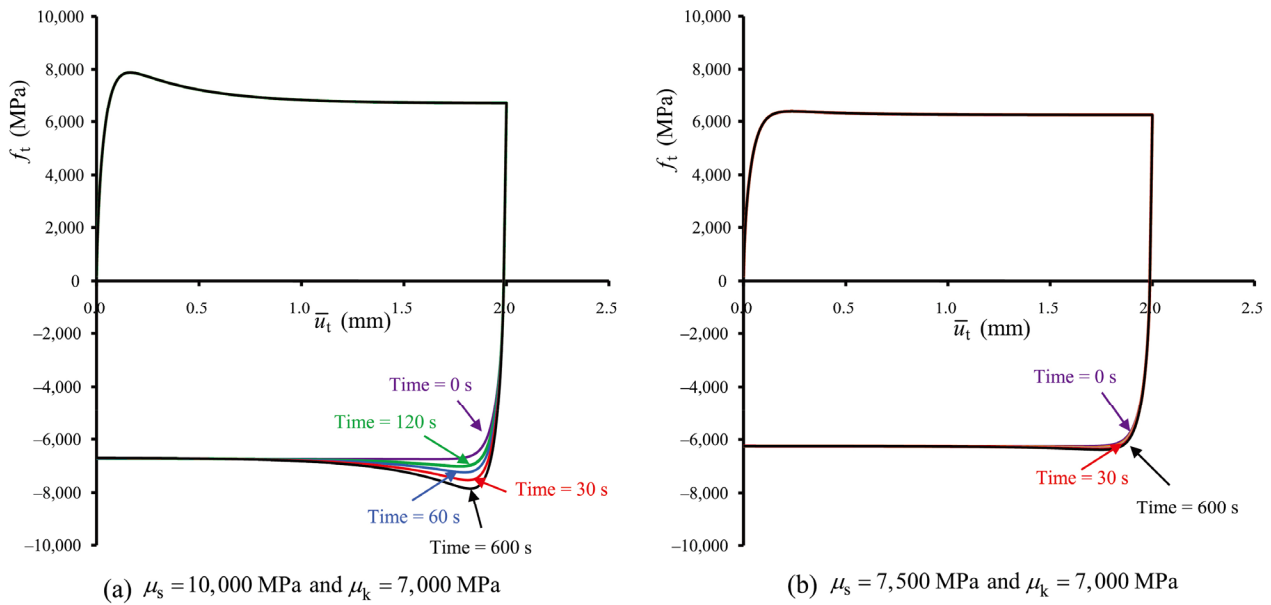 10,000
8,000
6,000
4,000
2,000
0
−2,000
−4,000
−6,000
−8,000
−10,000
f_t (MPa)
0.0 0.5 1.0 1.5 2.0 2.5
u̅_t (mm)
Time = 0 s
Time = 120 s
Time = 30 s
Time = 60 s
Time = 600 s
(a) μ_s = 10,000 MPa and μ_k = 7,000 MPa
10,000
8,000
6,000
4,000
2,000
0
−2,000
−4,000
−6,000
−8,000
−10,000
f_t (MPa)
0.0 0.5 1.0 1.5 2.0 2.5
u̅_t (mm)
Time = 0 s
Time = 30 s
Time = 600 s
(b) μ_s = 7,500 MPa and μ_k = 7,000 MPa